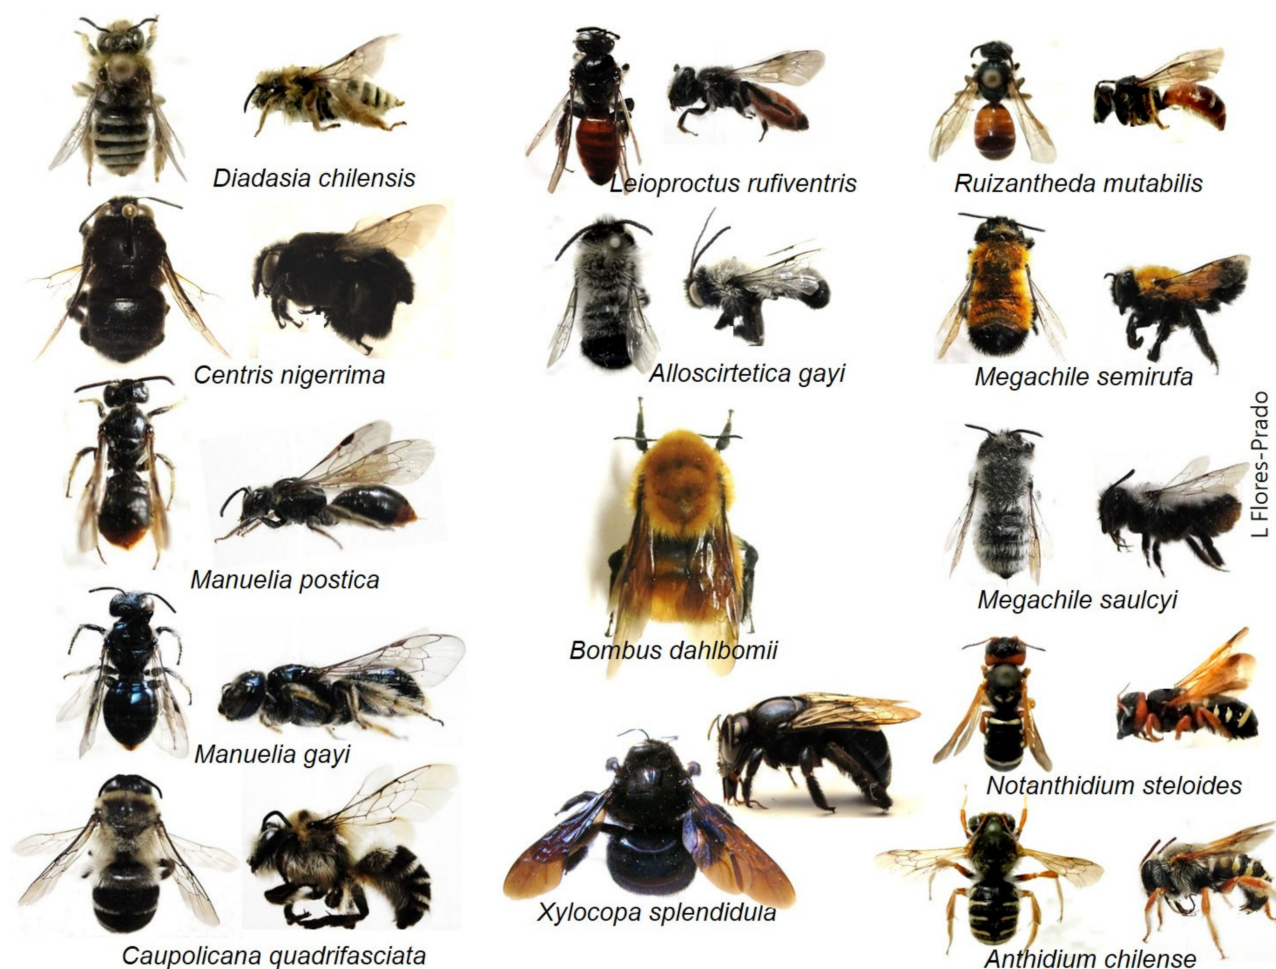 Diadasia chilensis
Leioproctus rufiventris
Ruizantheda mutabilis
Centris nigerrima
Alloscirtetica gayi
Megachile semirufa
Manuelia postica
Bombus dahlbomii
Megachile saulcyi
L Flores-Prado
Manuelia gayi
Notanthidium steloides
Xylocopa splendidula
Caupolicana quadrifasciata
Anthidium chilense